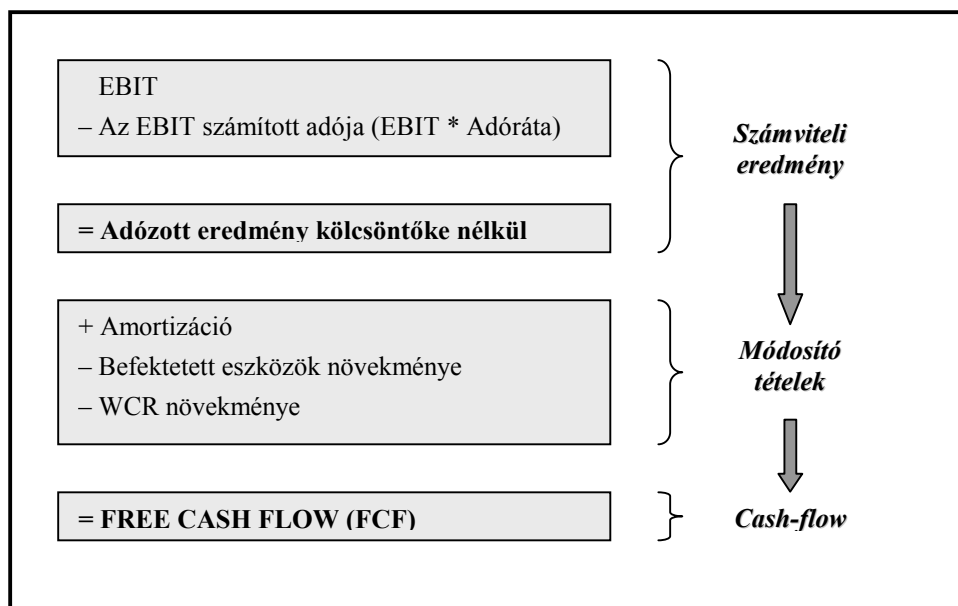 EBIT
– Az EBIT számított adója (EBIT * Adóráta)
= Adózott eredmény kölcsöntőke nélkül
Számviteli
eredmény
+ Amortizáció
– Befektetett eszközök növekménye
– WCR növekménye
Módosító
tételek
= FREE CASH FLOW (FCF)
Cash-flow